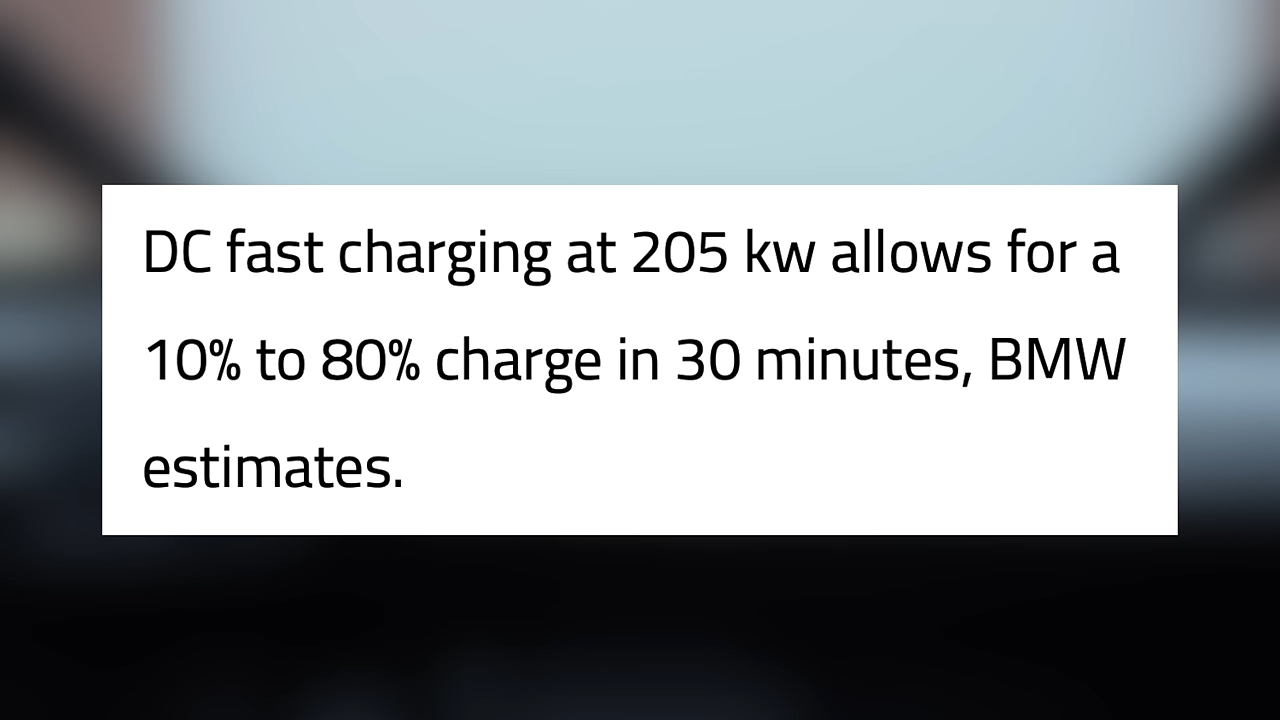 DC fast charging at 205 kw allows for a
10% to 80% charge in 30 minutes, BMW
estimates.